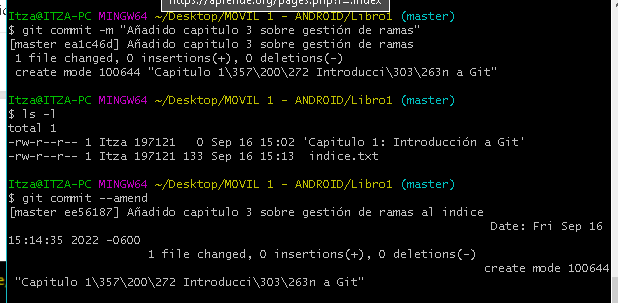 https://aprende.org/pages.php?r=.index
Itza@ITZA-PC MINGW64 ~/Desktop/MOVIL 1 - ANDROID/Libro1 (master)
$ git commit -m "Añadido capitulo 3 sobre gestión de ramas"
[master ea1c46d] Añadido capitulo 3 sobre gestión de ramas
 1 file changed, 0 insertions(+), 0 deletions(-)
 create mode 100644 "Capitulo 1\357\200\272 Introducci\303\263n a Git"

Itza@ITZA-PC MINGW64 ~/Desktop/MOVIL 1 - ANDROID/Libro1 (master)
$ ls -l
total 1
-rw-r--r-- 1 Itza 197121   0 Sep 16 15:02 'Capitulo 1: Introducción a Git'
-rw-r--r-- 1 Itza 197121 133 Sep 16 15:13  indice.txt

Itza@ITZA-PC MINGW64 ~/Desktop/MOVIL 1 - ANDROID/Libro1 (master)
$ git commit --amend
[master ee56187] Añadido capitulo 3 sobre gestión de ramas al indice
Date: Fri Sep 16
15:14:35 2022 -0600
1 file changed, 0 insertions(+), 0 deletions(-)
create mode 100644
"Capitulo 1\357\200\272 Introducci\303\263n a Git"